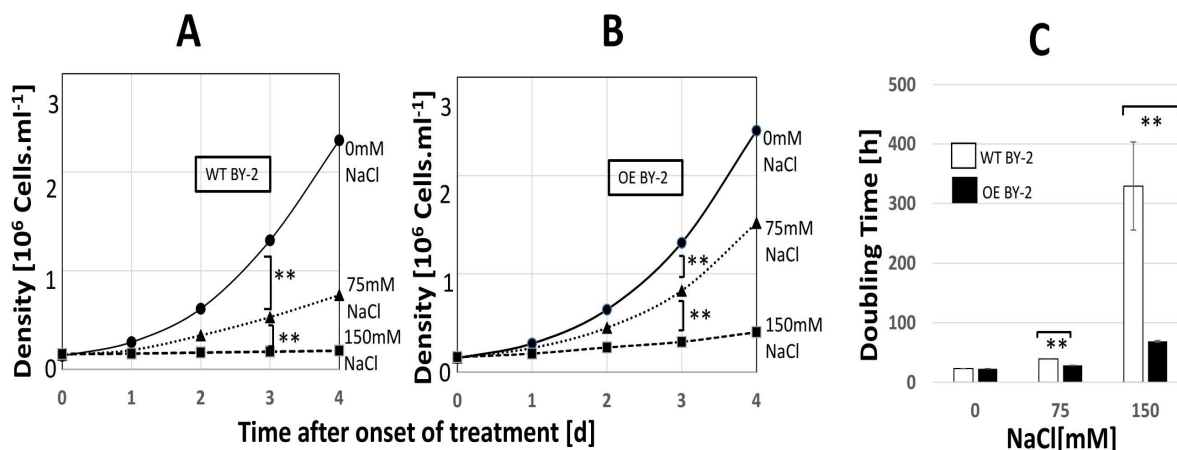 A
B
C
Density [10⁶ Cells.ml⁻¹]
3
2
1
0
WT BY-2
0mM
NaCl
**
75mM
NaCl
**
150mM
NaCl
0 1 2 3 4
Density [10⁶ Cells.ml⁻¹]
3
2
1
0
OE BY-2
0mM
NaCl
75mM
NaCl
**
**
150mM
NaCl
0 1 2 3 4
Time after onset of treatment [d]
Doubling Time [h]
500
400
300
200
100
0
**
WT BY-2
OE BY-2
**
0 75 150
NaCl[mM]